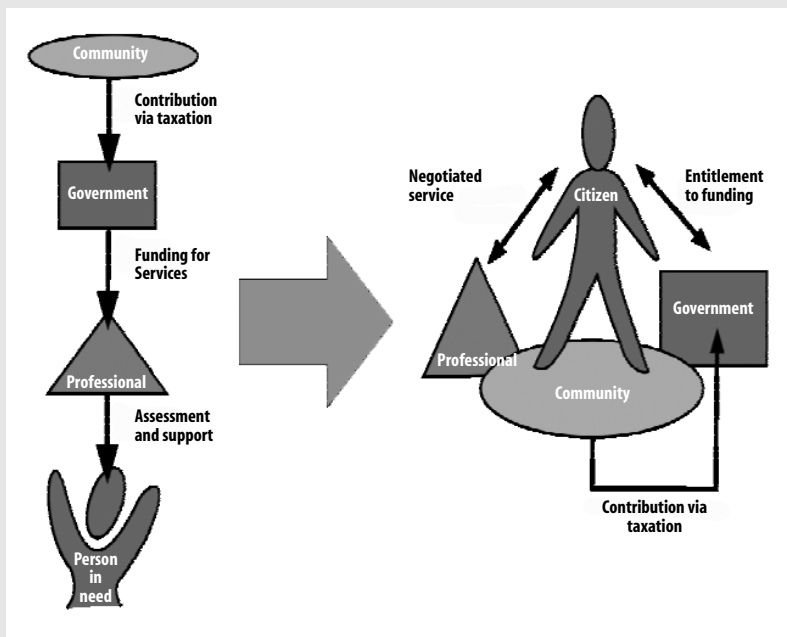 Community
Contribution
via taxation
Government
Funding for
Services
Professional
Assessment
and support
Person
in
need
Negotiated
service
Citizen
Entitlement
to funding
Government
Professional
Community
Contribution via
taxation